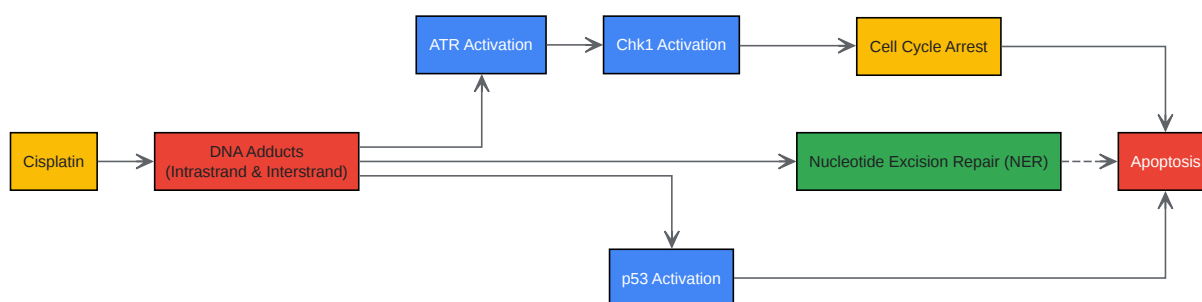 ATR Activation
Chk1 Activation
Cell Cycle Arrest
Cisplatin
DNA Adducts
(Intrastrand & Interstrand)
Nucleotide Excision Repair (NER)
Apoptosis
p53 Activation